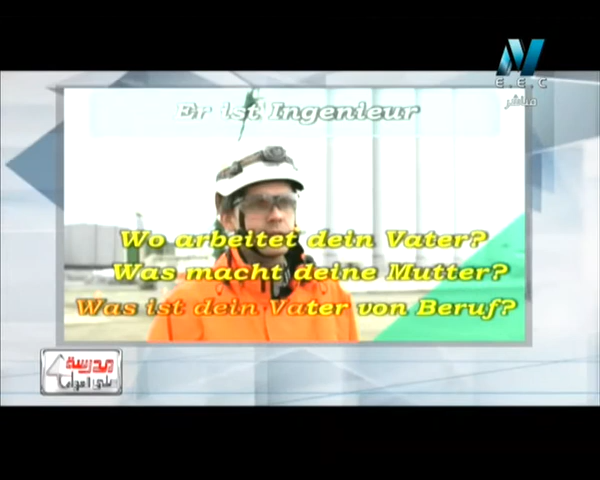 E.E.C
مباشر
Er ist Ingenieur
Wo arbeitet dein Vater?
Was macht deine Mutter?
Was ist dein Vater von Beruf?
مدرسة
على الهواء